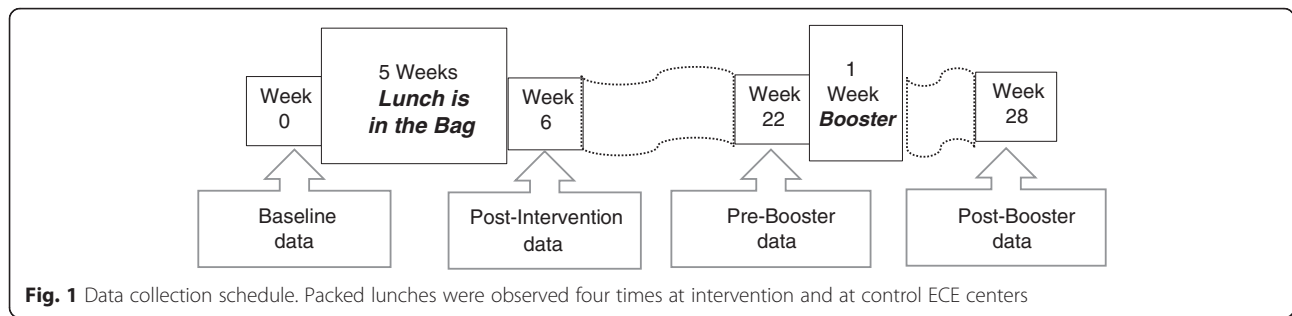 Week
0
5 Weeks
Lunch is
in the Bag
Week
6
Week
22
1
Week
Booster
Week
28
Baseline
data
Post-Intervention
data
Pre-Booster
data
Post-Booster
data
Fig. 1 Data collection schedule. Packed lunches were observed four times at intervention and at control ECE centers